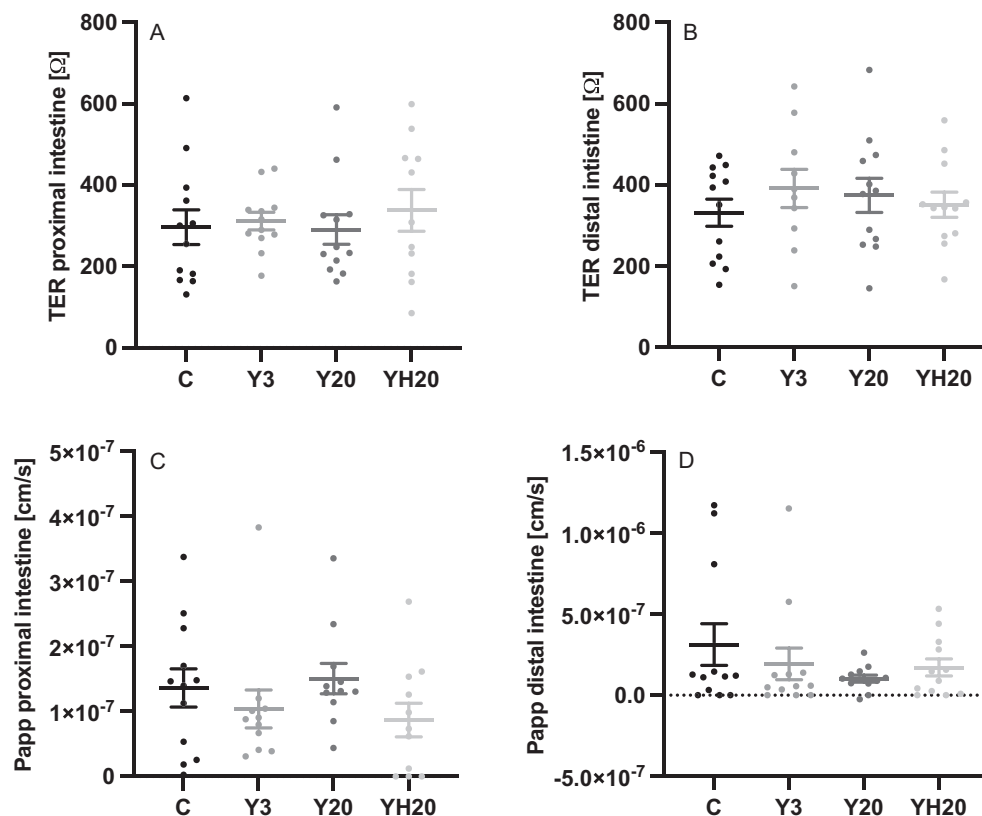 A
TER proximal intestine [Ω]
800
600
400
200
0
C Y3 Y20 YH20
B
TER distal intistine [Ω]
800
600
400
200
0
C Y3 Y20 YH20
C
Papp proximal intestine [cm/s]
5×10⁻⁷
4×10⁻⁷
3×10⁻⁷
2×10⁻⁷
1×10⁻⁷
0
C Y3 Y20 YH20
D
Papp distal intestine [cm/s]
1.5×10⁻⁶
1.0×10⁻⁶
5.0×10⁻⁷
0.0
-5.0×10⁻⁷
C Y3 Y20 YH20